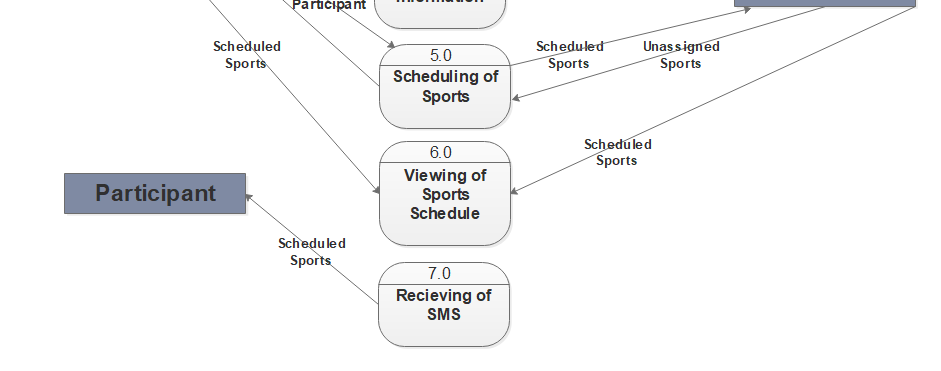 Information
Participant
Scheduled
Sports
5.0
Scheduling of
Sports
Scheduled
Sports
Unassigned
Sports
6.0
Viewing of
Sports
Schedule
Scheduled
Sports
Participant
Scheduled
Sports
7.0
Recieving of
SMS